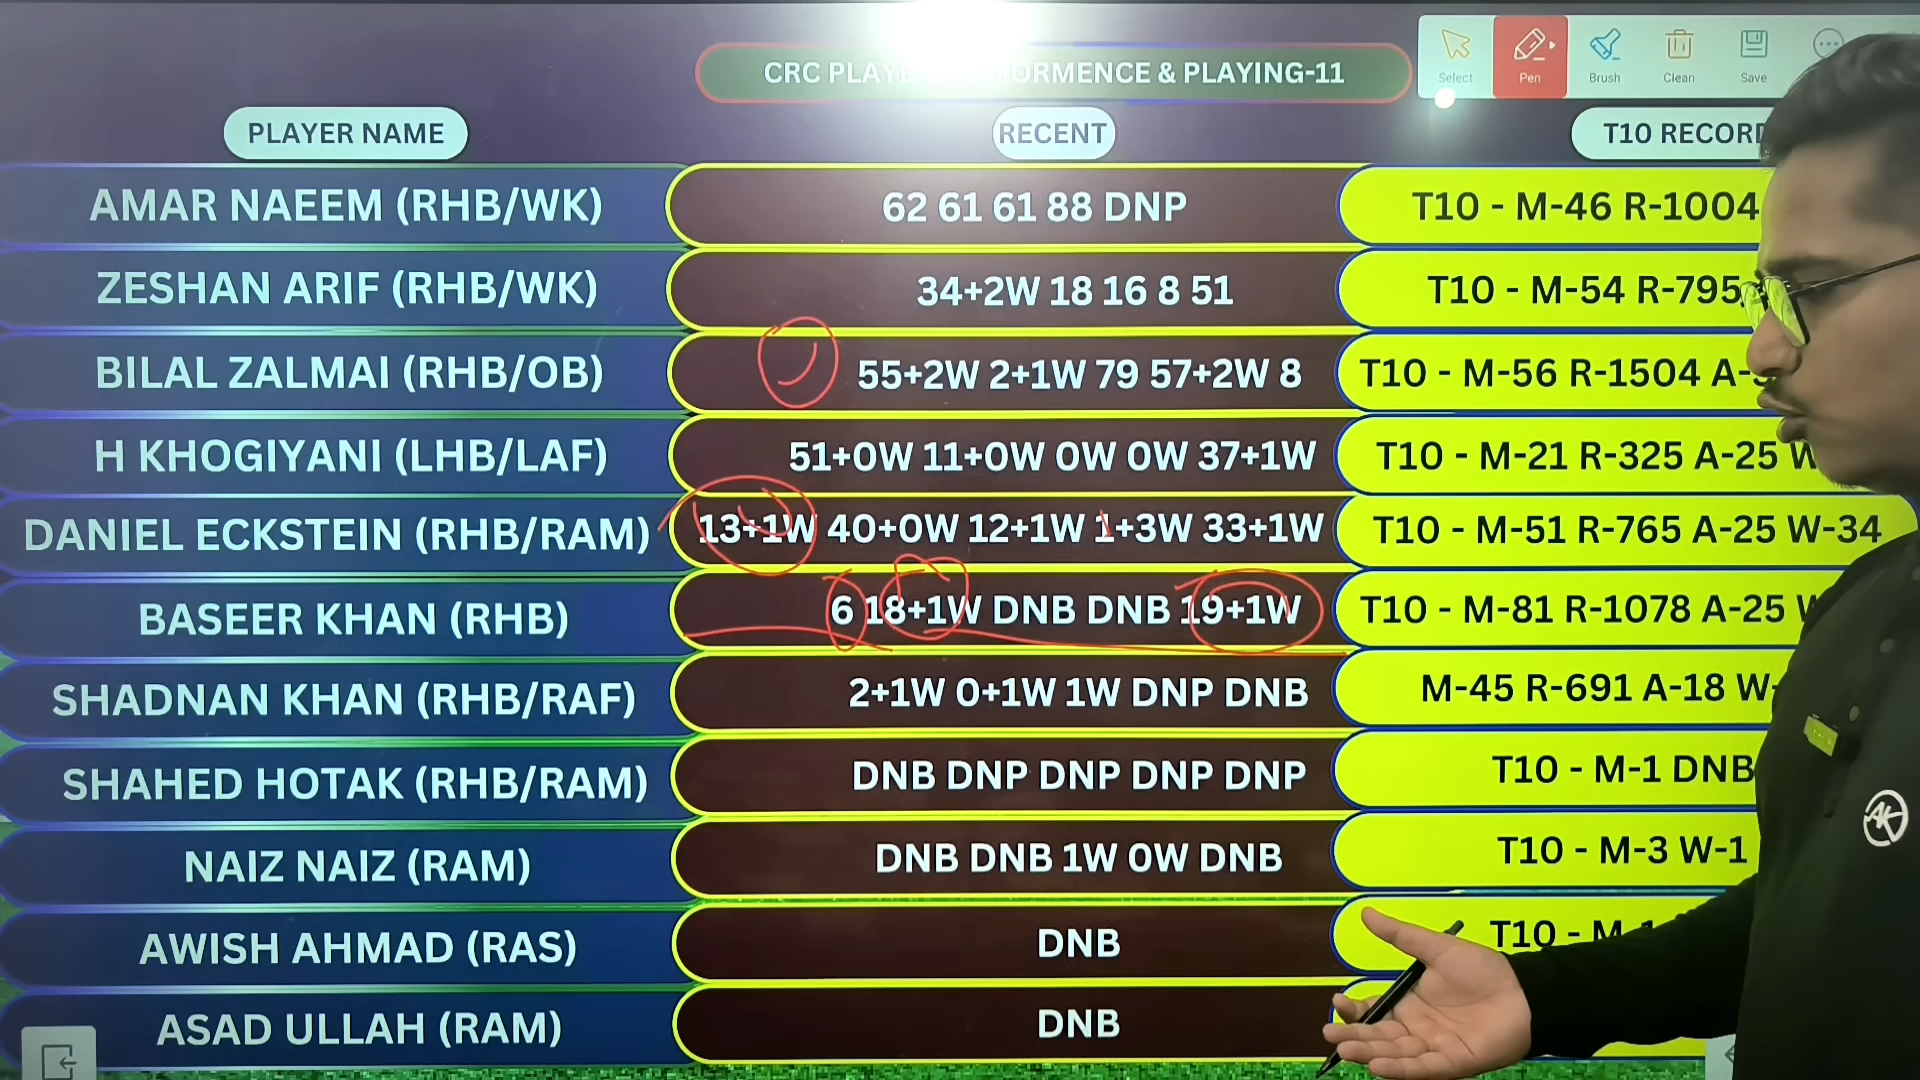 CRC PLAY ORMENCE & PLAYING-11
Select
Pen
Brush
Clean
Save
PLAYER NAME
RECENT
T10 RECOR
AMAR NAEEM (RHB/WK)
62 61 61 88 DNP
T10 - M-46 R-1004
ZESHAN ARIF (RHB/WK)
34+2W 18 16 8 51
T10 - M-54 R-795
BILAL ZALMAI (RHB/OB)
55+2W 2+1W 79 57+2W 8
T10 - M-56 R-1504 A-
H KHOGIYANI (LHB/LAF)
51+0W 11+0W 0W 0W 37+1W
T10 - M-21 R-325 A-25 W
DANIEL ECKSTEIN (RHB/RAM)
13+1W 40+0W 12+1W 1+3W 33+1W
T10 - M-51 R-765 A-25 W-34
BASEER KHAN (RHB)
6 18+1W DNB DNB 19+1W
T10 - M-81 R-1078 A-25 W
SHADNAN KHAN (RHB/RAF)
2+1W 0+1W 1W DNP DNB
M-45 R-691 A-18 W-
SHAHED HOTAK (RHB/RAM)
DNB DNP DNP DNP DNP
T10 - M-1 DNB
NAIZ NAIZ (RAM)
DNB DNB 1W 0W DNB
T10 - M-3 W-1
AWISH AHMAD (RAS)
DNB
T10 - M-1
ASAD ULLAH (RAM)
DNB
AK